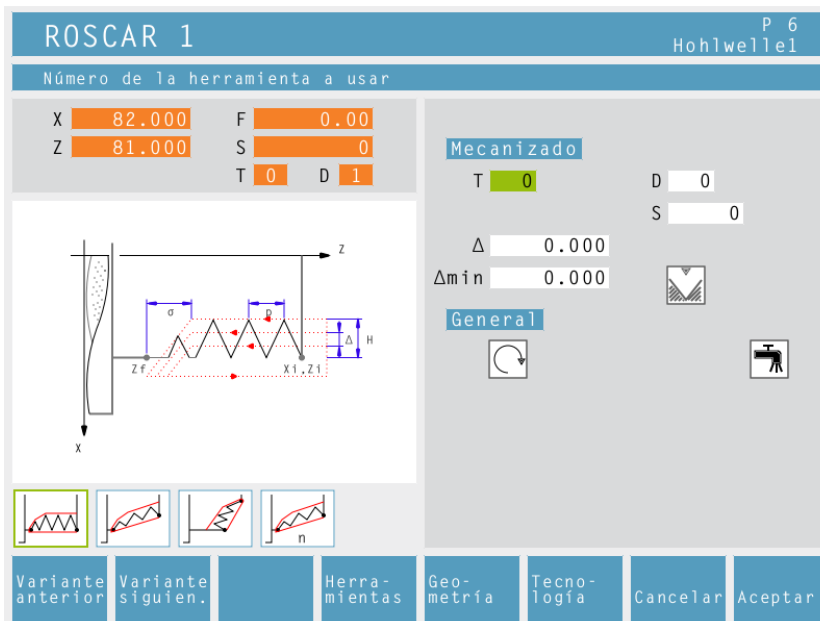 ROSCAR 1
P 6
Hohlwelle1
Número de la herramienta a usar
X 82.000 F 0.00
Z 81.000 S 0
T 0 D 1
Mecanizado
T 0 D 0
S 0
Δ 0.000
Δmin 0.000
General
Z
σ p
Δ H
Zf Xi,Zi
X
n
Variante anterior
Variante siguien.
Herra-
mientas
Geo-
metría
Tecno-
logía
Cancelar
Aceptar